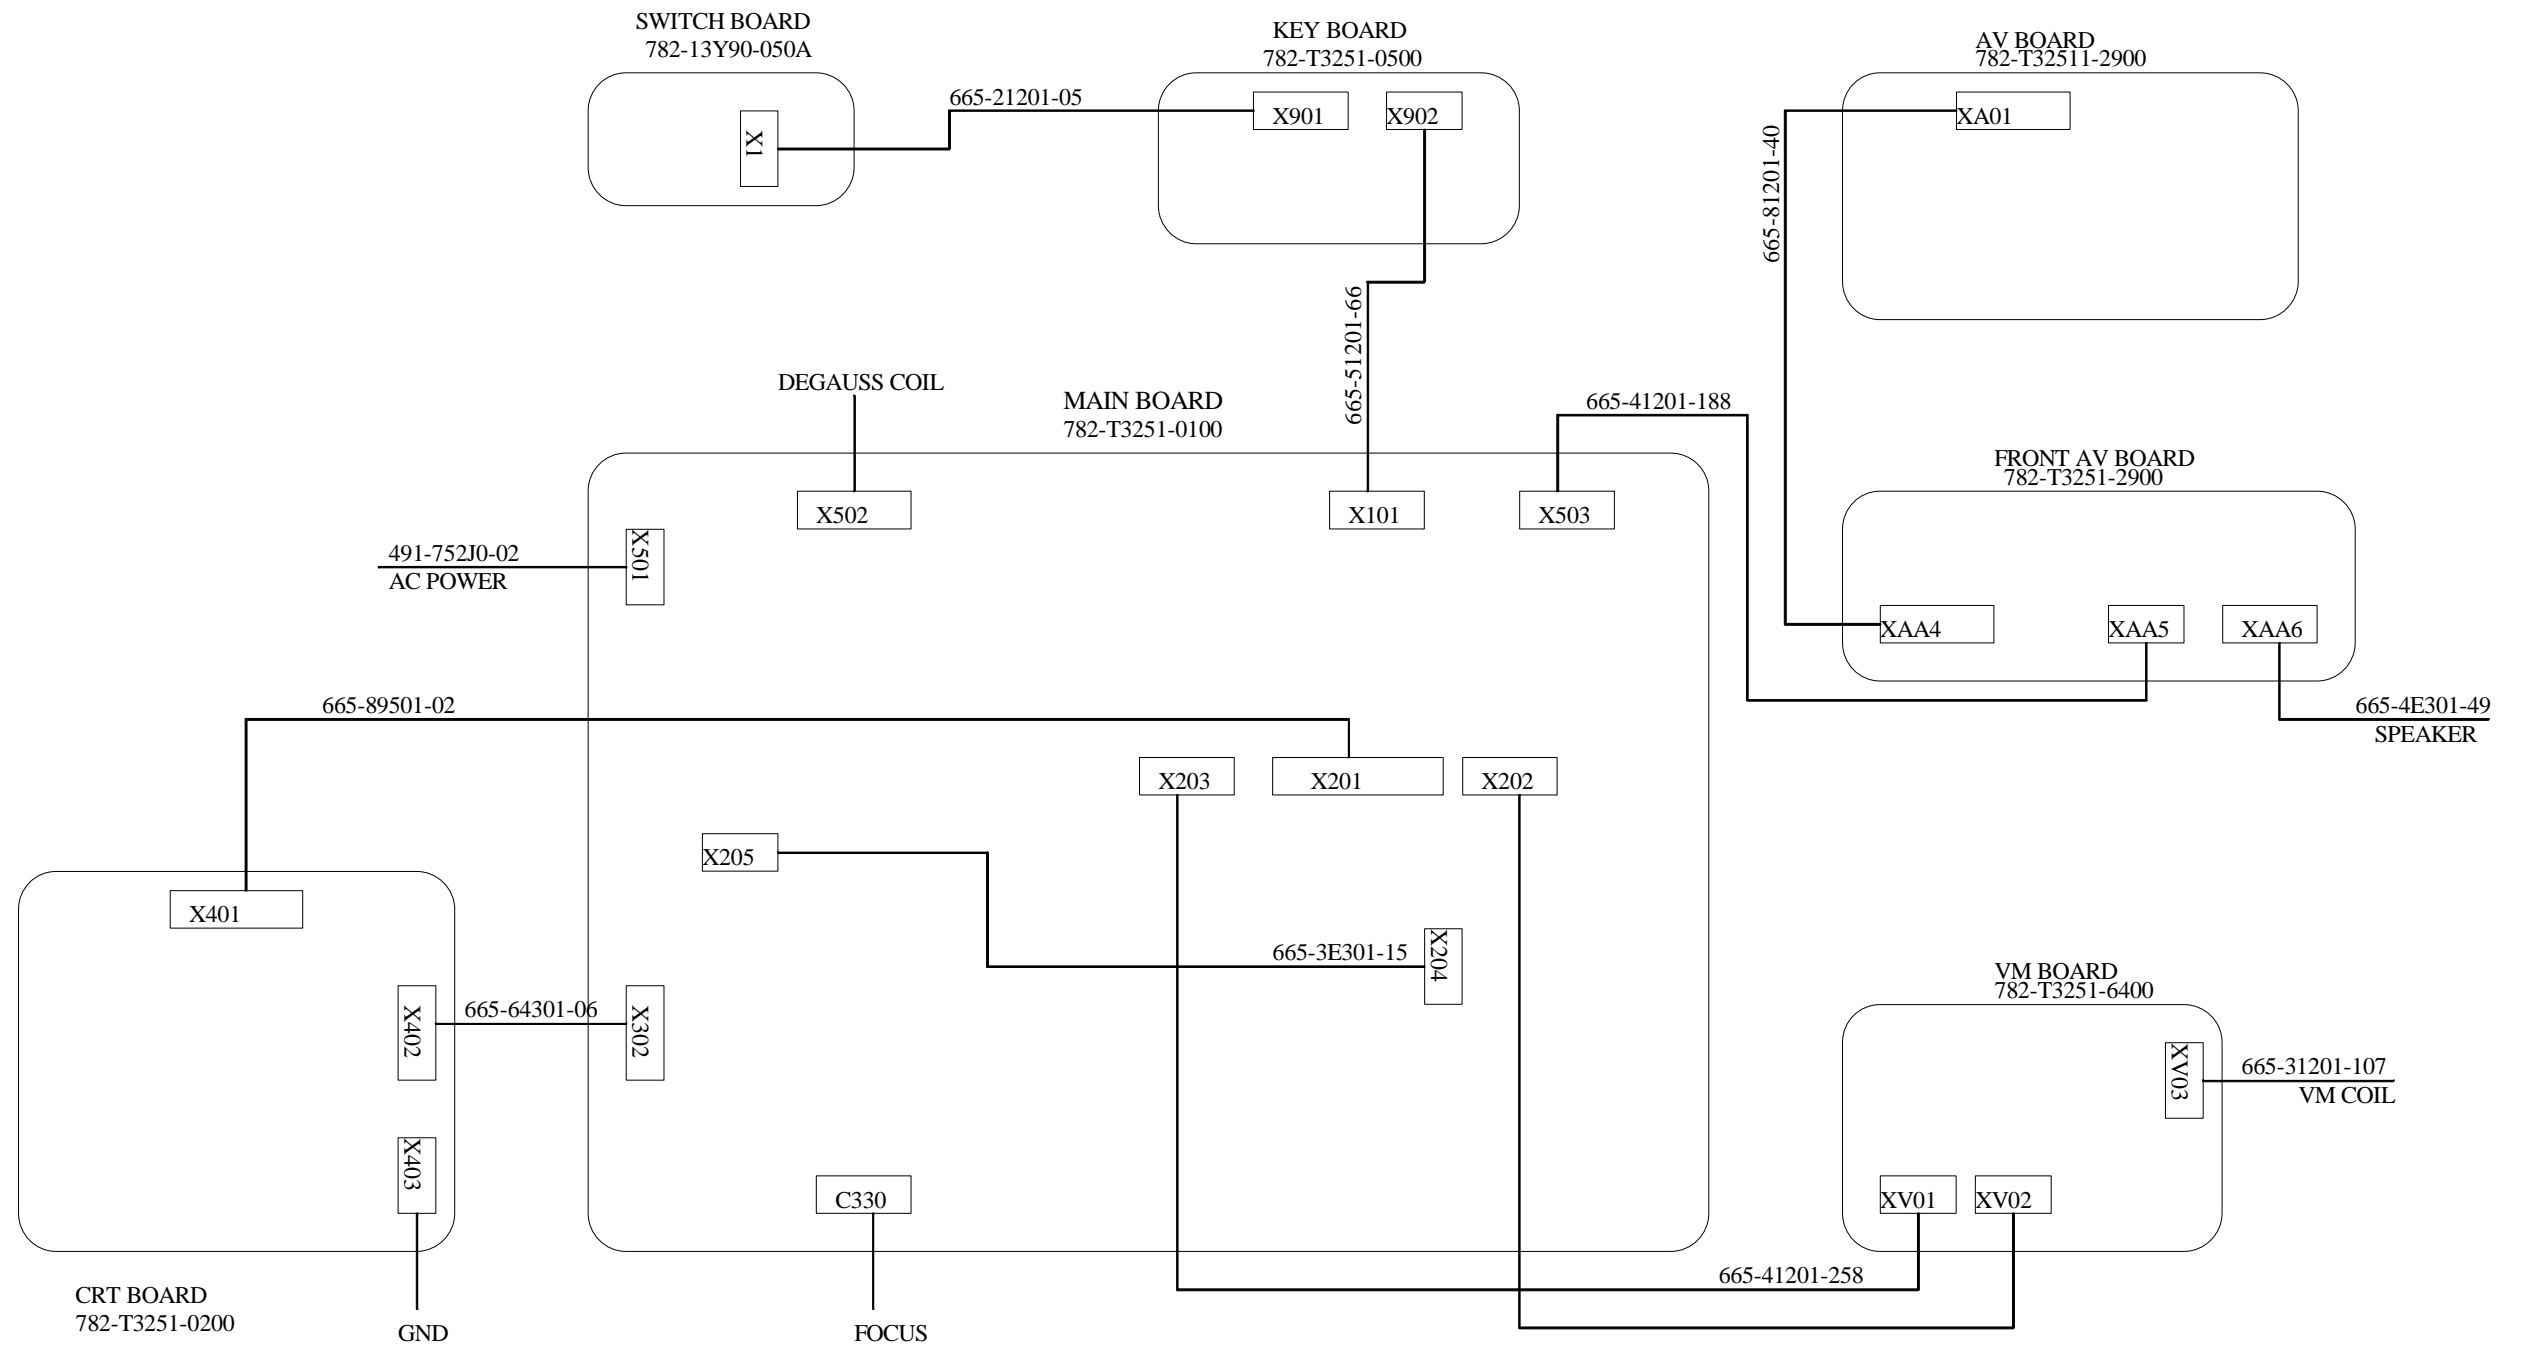 SWITCH BOARD
782-13Y90-050A
KEY BOARD
782-T3251-0500
AV BOARD
782-T32511-2900
665-21201-05
X1
X901
X902
XA01
665-81201-40
665-51201-66
DEGAUSS COIL
MAIN BOARD
782-T3251-0100
665-41201-188
FRONT AV BOARD
782-T3251-2900
X502
X101
X503
491-752J0-02
AC POWER
X501
XAA4
XAA5
XAA6
665-89501-02
665-4E301-49
SPEAKER
X203
X201
X202
X205
X401
665-3E301-15
X204
VM BOARD
782-T3251-6400
X402
665-64301-06
X302
XV03
665-31201-107
VM COIL
X403
C330
XV01
XV02
665-41201-258
CRT BOARD
782-T3251-0200
GND
FOCUS